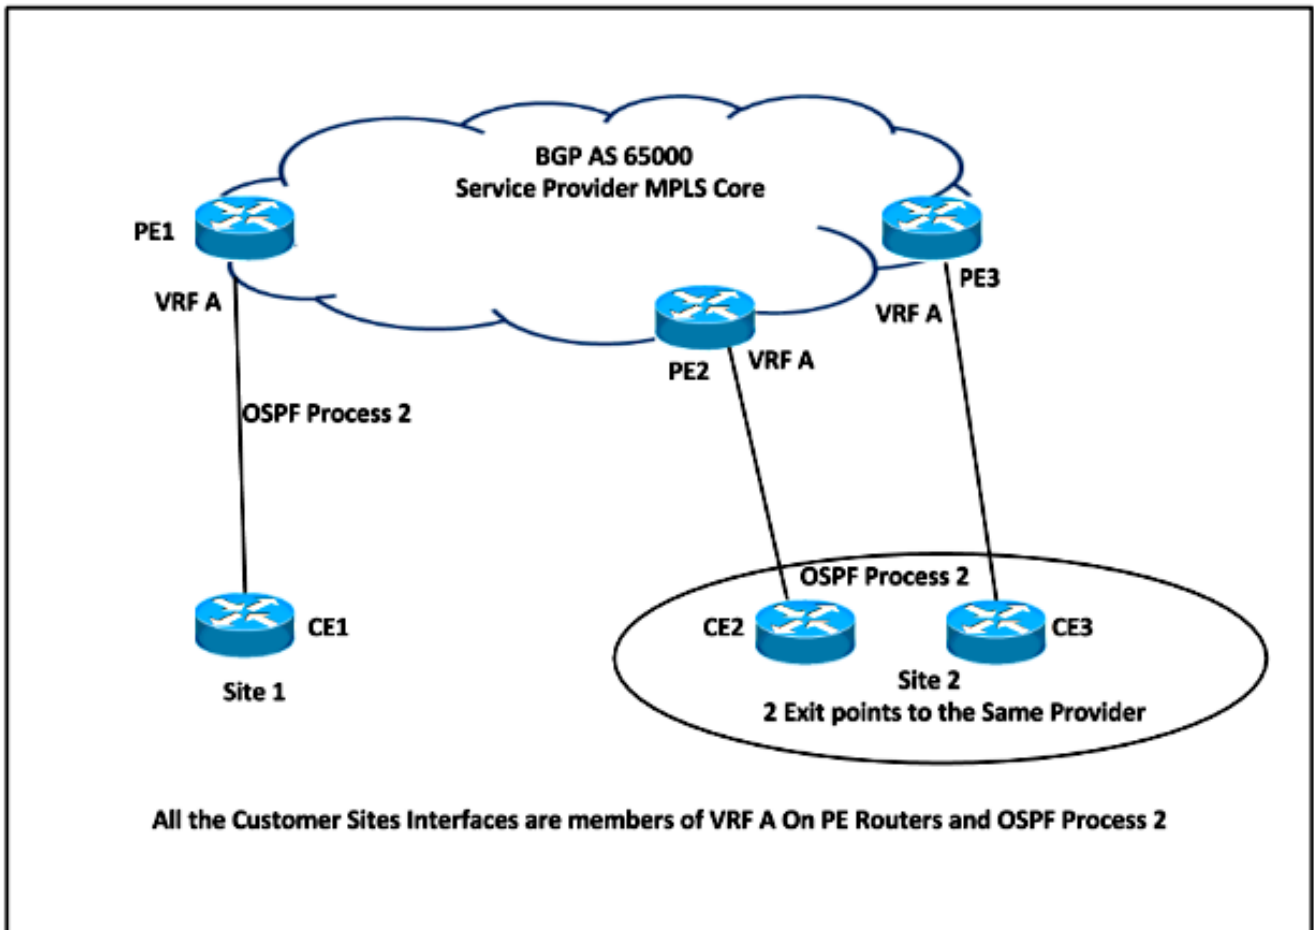 BGP AS 65000
Service Provider MPLS Core
PE1
VRF A
PE3
VRF A
PE2
VRF A
OSPF Process 2
OSPF Process 2
CE1
CE2
CE3
Site 1
Site 2
2 Exit points to the Same Provider
All the Customer Sites Interfaces are members of VRF A On PE Routers and OSPF Process 2